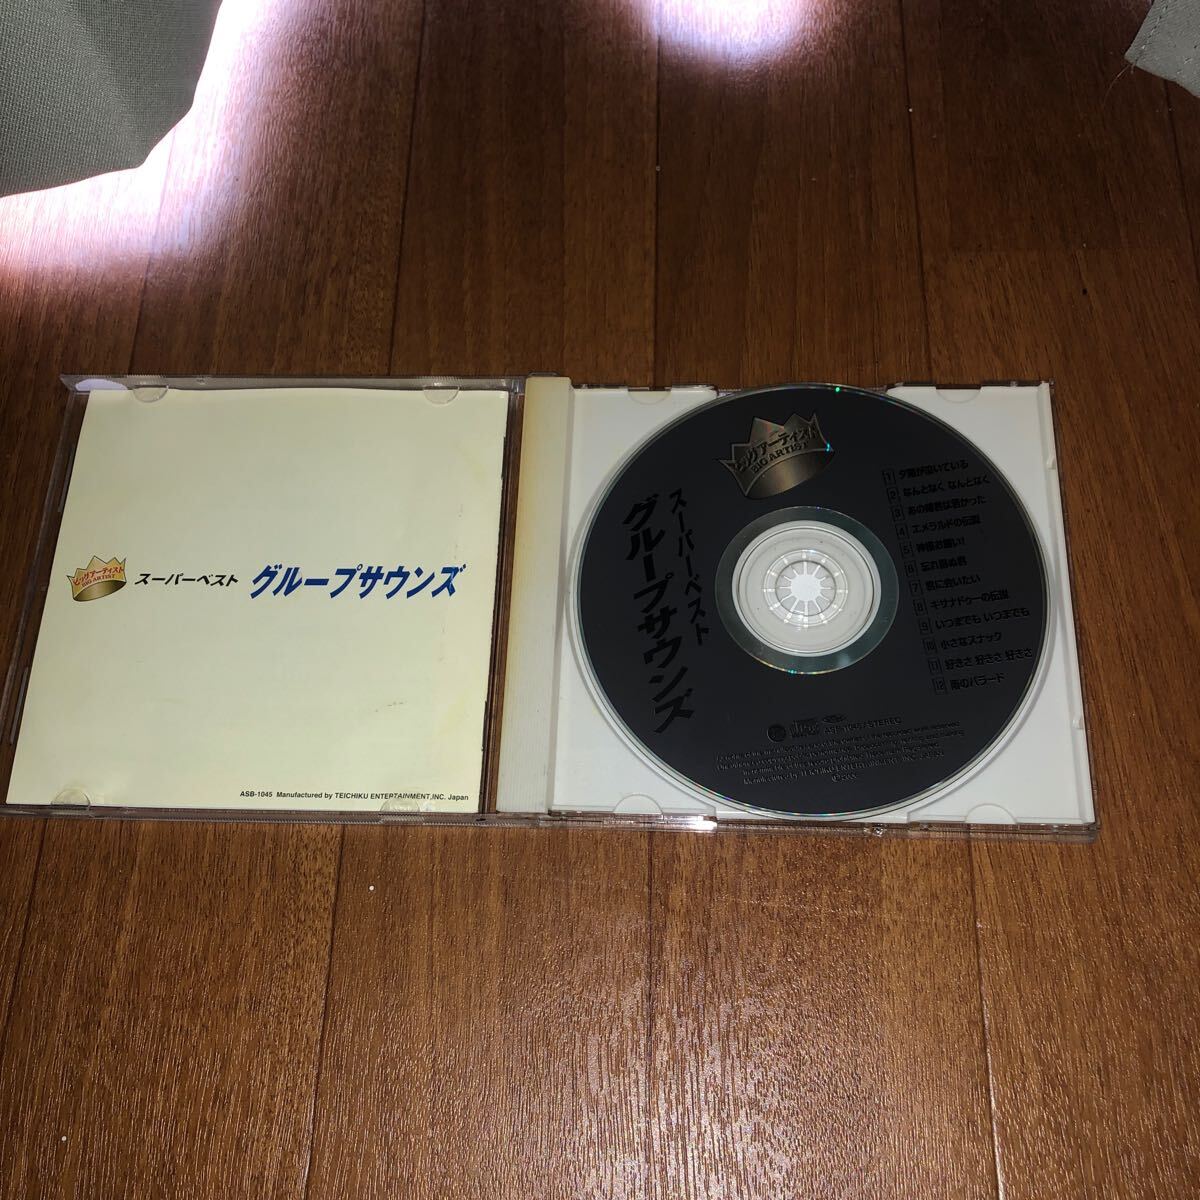 ビッグアーティスト
BIG ARTIST
スーパーベスト グループサウンズ
ASB-1045 Manufactured by TEICHIKU ENTERTAINMENT,INC. Japan
ビッグアーティスト
BIG ARTIST
スーパーベスト
グループサウンズ
1 夕陽が泣いている
2 なんとなく なんとなく
3 あの時君は若かった
4 エメラルドの伝説
5 神様お願い!
6 忘れ得ぬ君
7 君に会いたい
8 キサナドゥーの伝説
9 いつまでも いつまでも
10 小さなスナック
11 好きさ 好きさ 好きさ
12 雨のバラード
ASB-1045 / STEREO